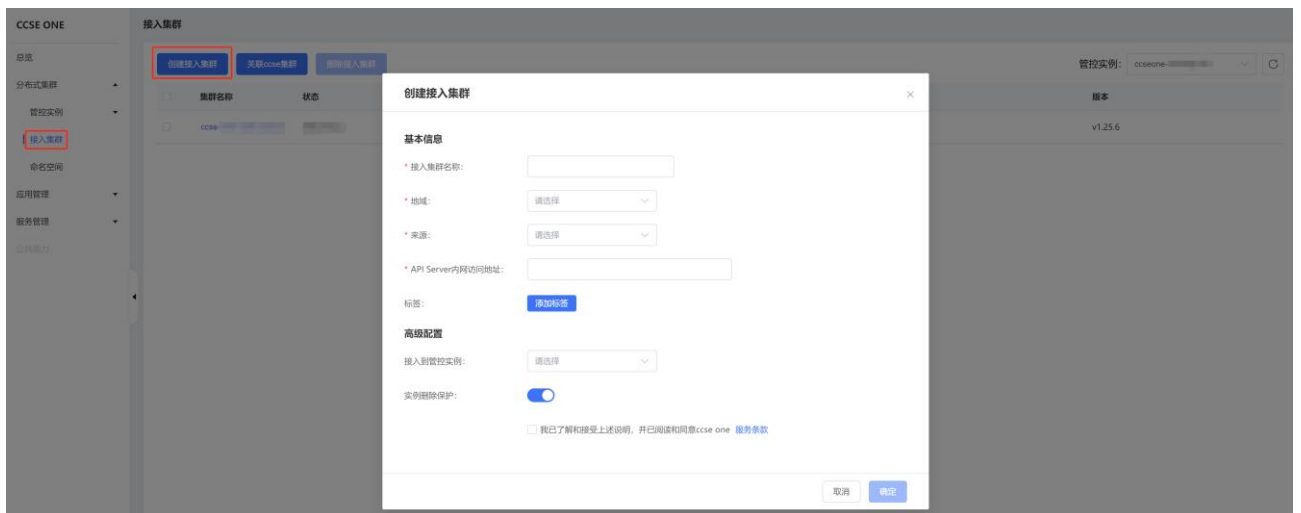 CCSE ONE
接入集群
总览
分布式集群
管控实例
接入集群
命名空间
应用管理
服务管理
创建接入集群
关联ccse集群
删除接入集群
管控实例: ccseone-
集群名称 状态 版本
ccse- v1.25.6
创建接入集群
基本信息
* 接入集群名称:
* 地域: 请选择
* 来源: 请选择
* API Server内网访问地址:
标签: 添加标签
高级配置
接入到管控实例: 请选择
实例删除保护:
我已了解和接受上述说明，并已阅读和同意ccse one 服务条款
取消 确定